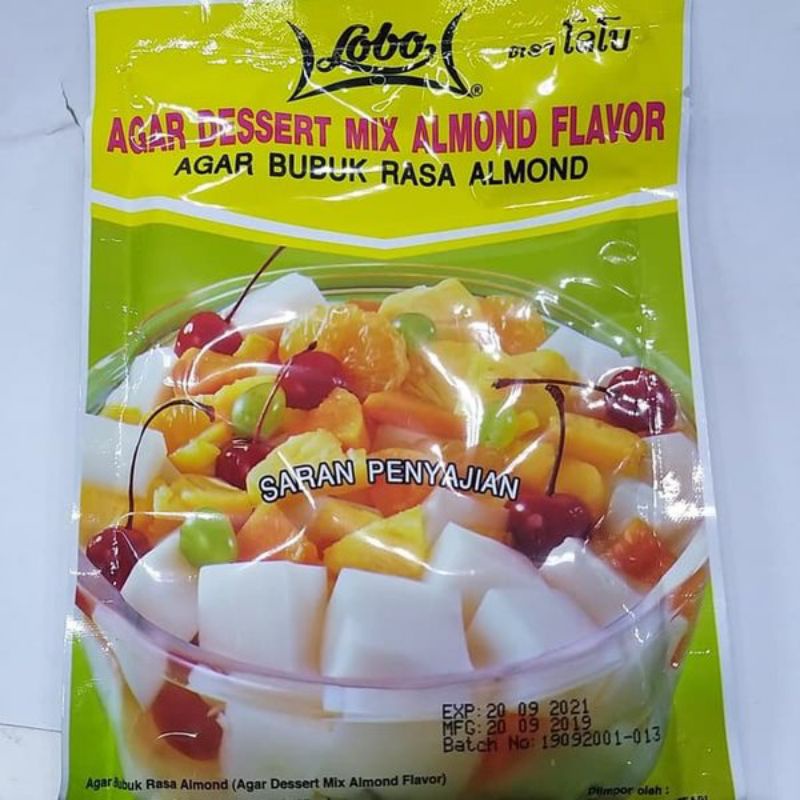 Lobo ®
ตรา โลโบ
AGAR DESSERT MIX ALMOND FLAVOR
AGAR BUBUK RASA ALMOND
SARAN PENYAJIAN
EXP: 20 09 2021
MFG: 20 09 2019
Batch No: 19092001-013
Agar Bubuk Rasa Almond (Agar Dessert Mix Almond Flavor)
Diimpor oleh :